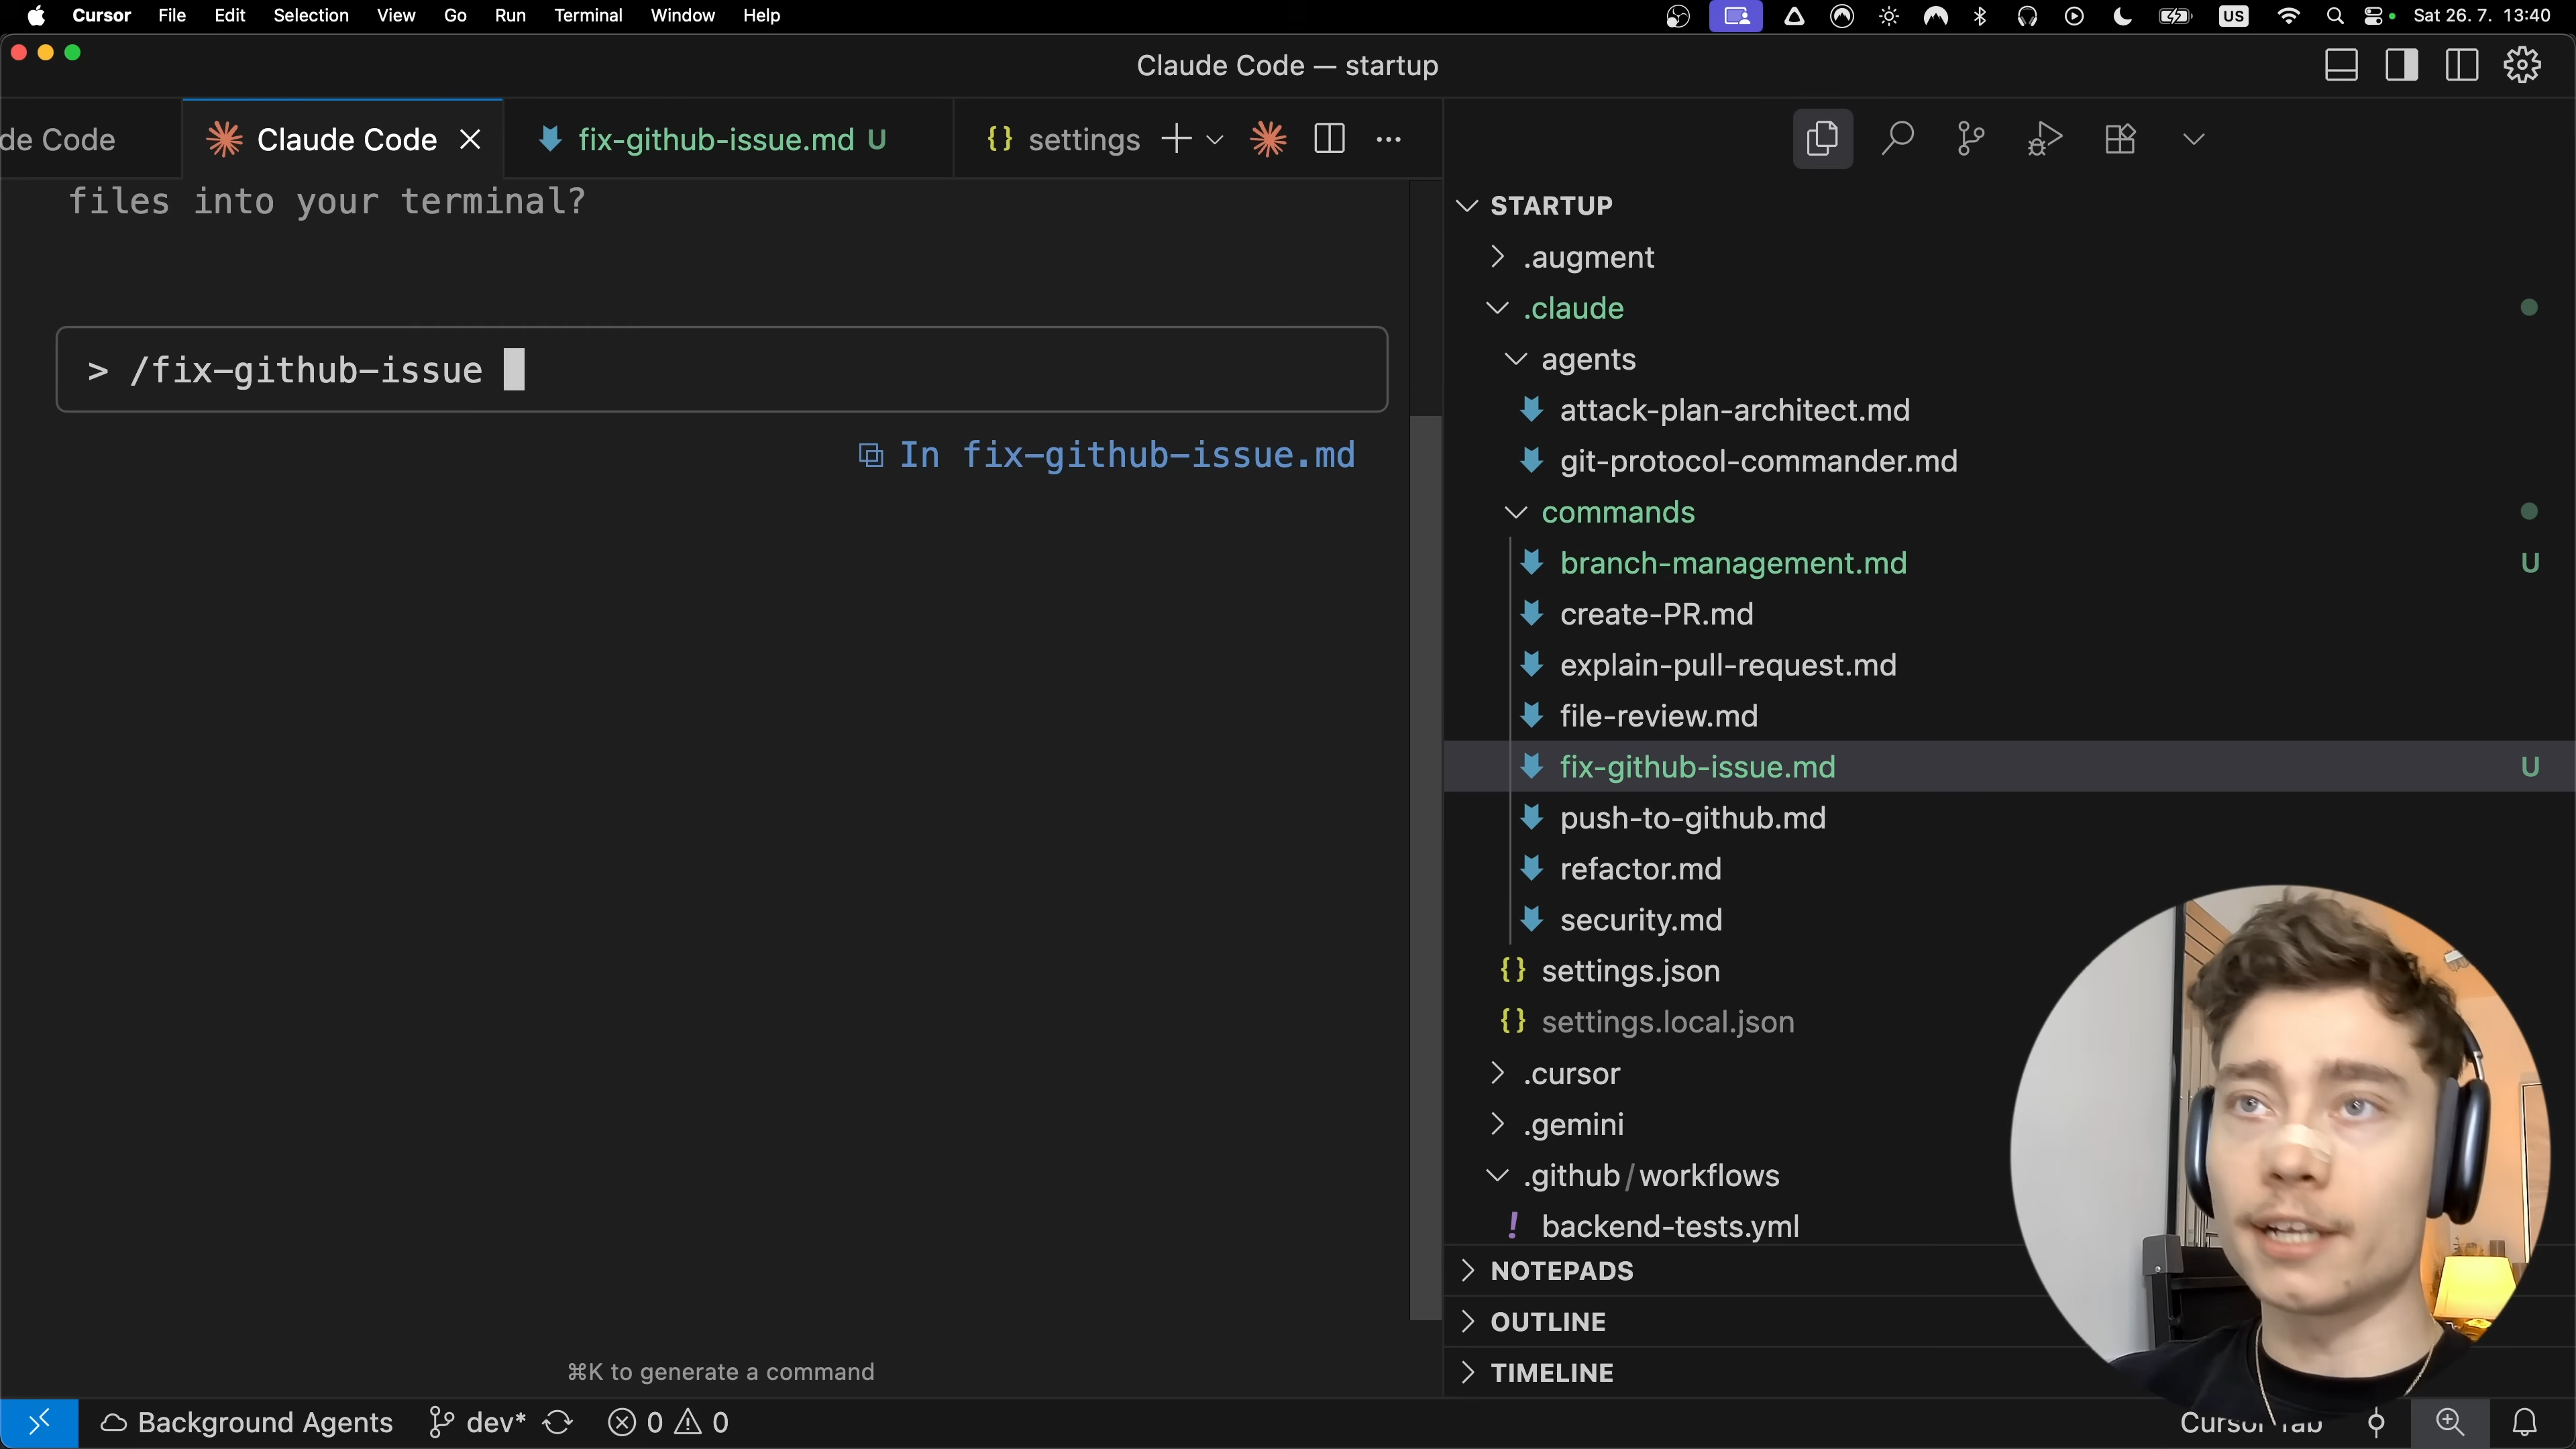 Cursor File Edit Selection View Go Run Terminal Window Help US Sat 26. 7. 13:40
Claude Code — startup
de Code Claude Code fix-github-issue.md U {} settings
files into your terminal?
> /fix-github-issue
In fix-github-issue.md
⌘K to generate a command
STARTUP
.augment
.claude
agents
attack-plan-architect.md
git-protocol-commander.md
commands
branch-management.md U
create-PR.md
explain-pull-request.md
file-review.md
fix-github-issue.md U
push-to-github.md
refactor.md
security.md
{} settings.json
{} settings.local.json
.cursor
.gemini
.github/workflows
! backend-tests.yml
NOTEPADS
OUTLINE
TIMELINE
Background Agents dev* 0 0 Cursor Tab